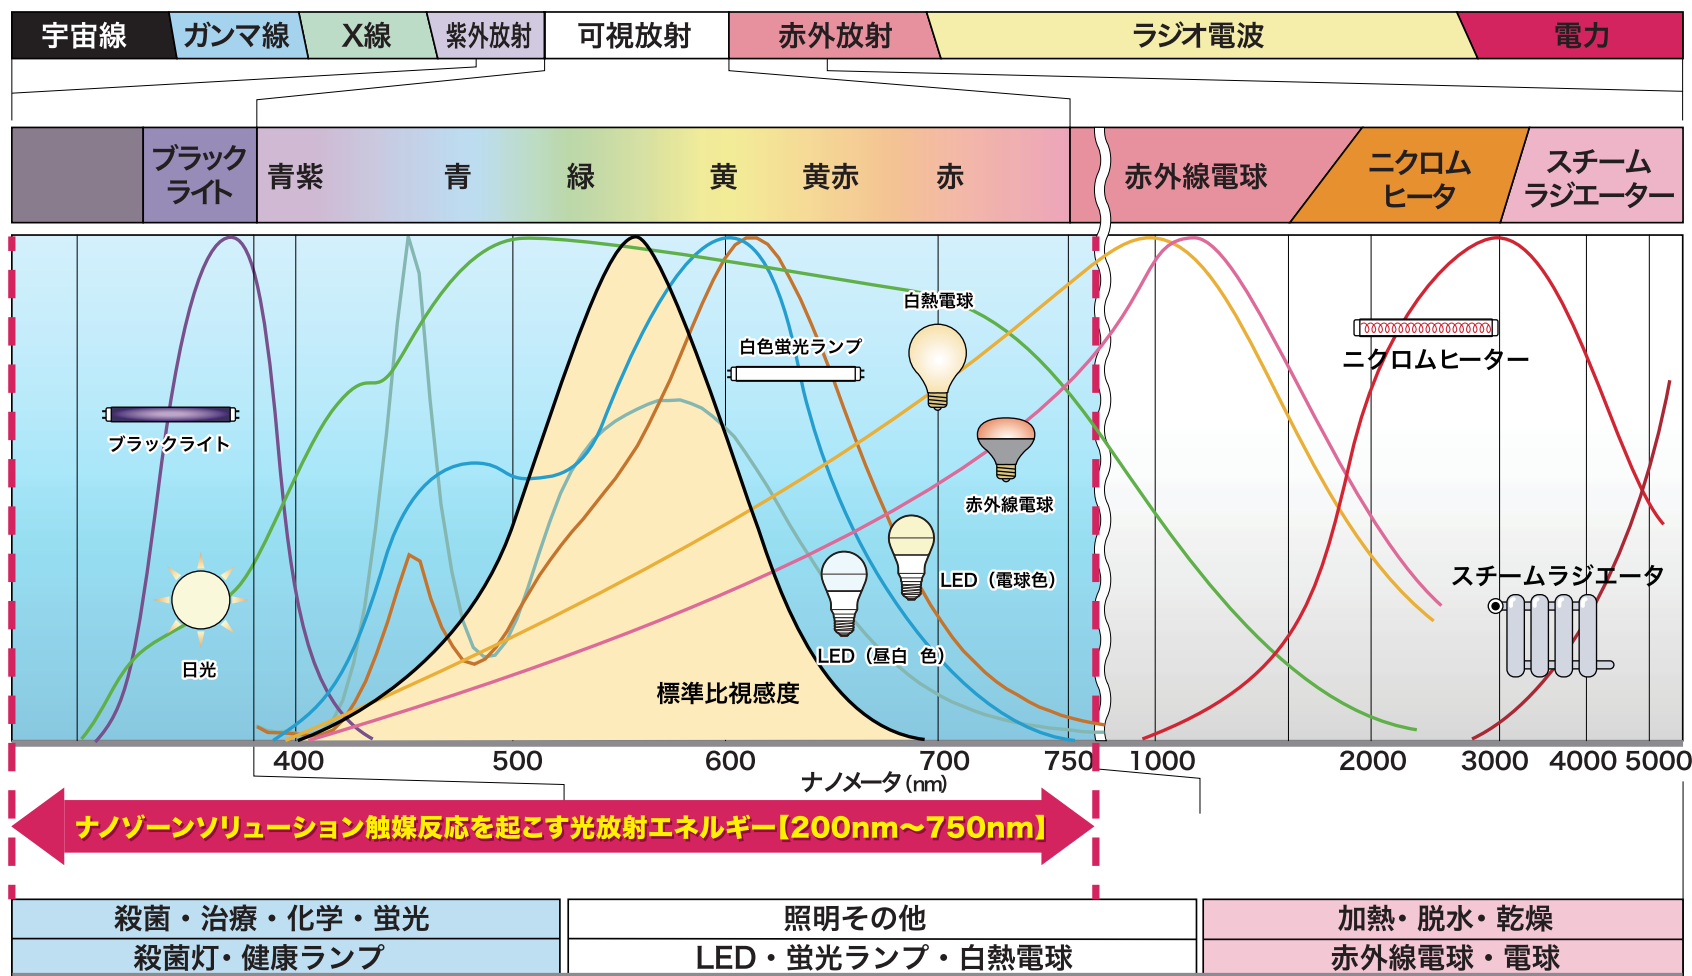 宇宙線 ガンマ線 X線 紫外放射 可視放射 赤外放射 ラジオ電波 電力
ブラック
ライト
青紫 青 緑 黄 黄赤 赤 赤外線電球
ニクロム
ヒータ
スチーム
ラジエーター
白熱電球
白色蛍光ランプ
ニクロムヒーター
ブラックライト
赤外線電球
LED（電球色）
スチームラジエータ
LED（昼白 色）
日光
標準比視感度
400 500 600 700 750 1000 2000 3000 4000 5000
ナノメータ(nm)
ナノゾーンソリューション触媒反応を起こす光放射エネルギー【200nm～750nm】
殺菌・治療・化学・蛍光 照明その他 加熱・脱水・乾燥
殺菌灯・健康ランプ LED・蛍光ランプ・白熱電球 赤外線電球・電球